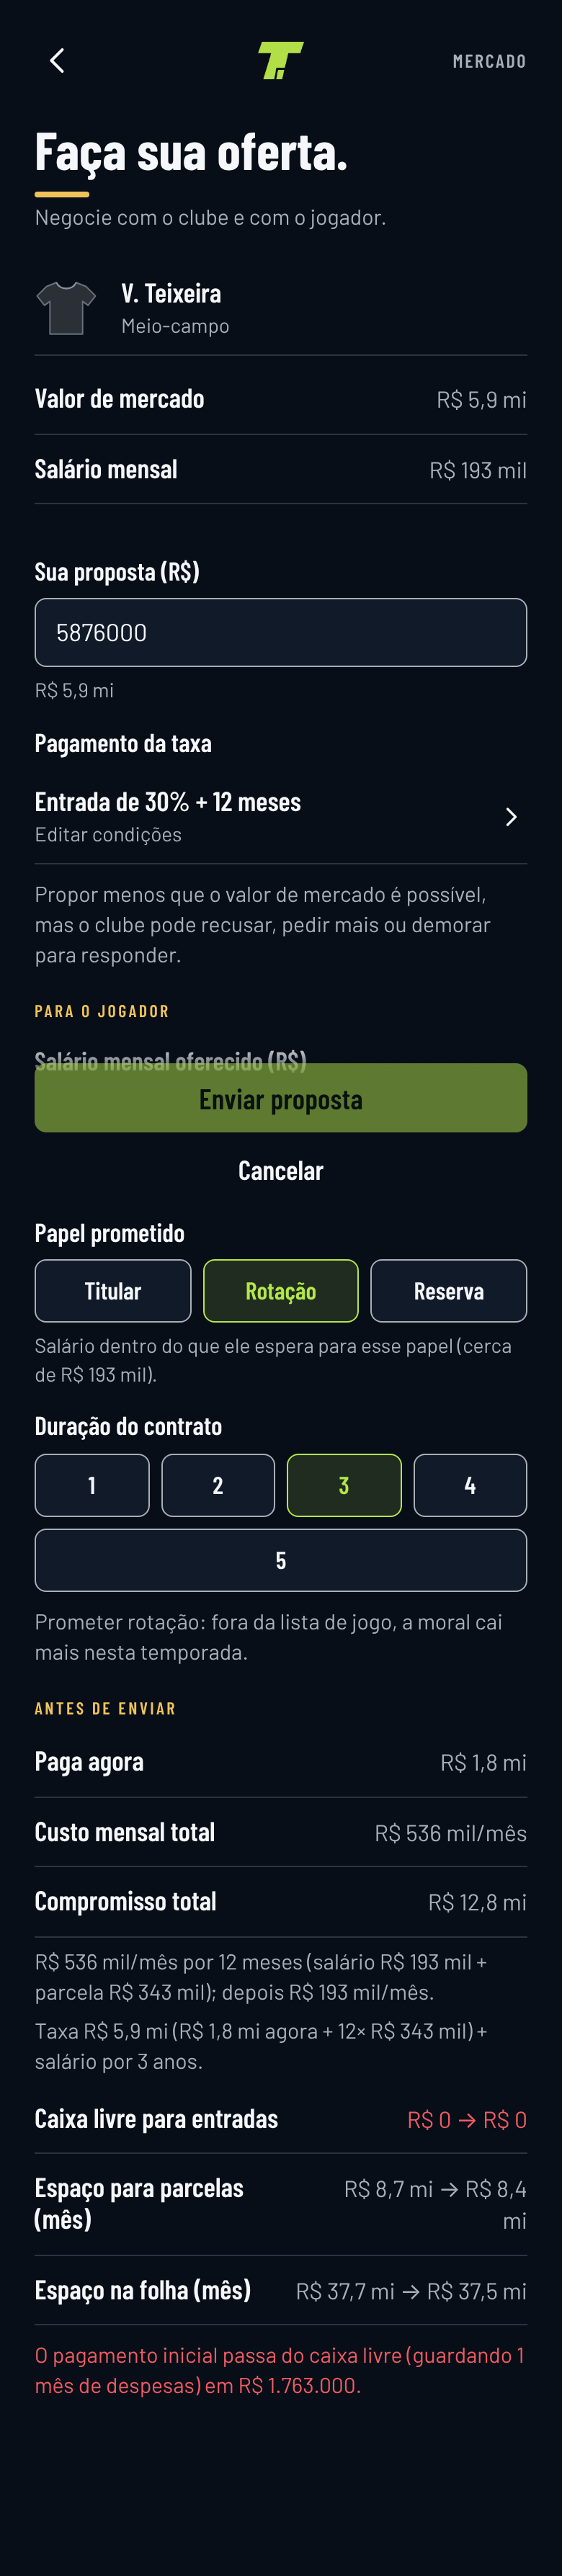 MERCADO
Faça sua oferta.
Negocie com o clube e com o jogador.
V. Teixeira
Meio-campo
Valor de mercado R$ 5,9 mi
Salário mensal R$ 193 mil
Sua proposta (R$)
5876000
R$ 5,9 mi
Pagamento da taxa
Entrada de 30% + 12 meses
Editar condições
Propor menos que o valor de mercado é possível,
mas o clube pode recusar, pedir mais ou demorar
para responder.
PARA O JOGADOR
Salário mensal oferecido (R$)
Enviar proposta
Cancelar
Papel prometido
Titular Rotação Reserva
Salário dentro do que ele espera para esse papel (cerca
de R$ 193 mil).
Duração do contrato
1 2 3 4
5
Prometer rotação: fora da lista de jogo, a moral cai
mais nesta temporada.
ANTES DE ENVIAR
Paga agora R$ 1,8 mi
Custo mensal total R$ 536 mil/mês
Compromisso total R$ 12,8 mi
R$ 536 mil/mês por 12 meses (salário R$ 193 mil +
parcela R$ 343 mil); depois R$ 193 mil/mês.
Taxa R$ 5,9 mi (R$ 1,8 mi agora + 12× R$ 343 mil) +
salário por 3 anos.
Caixa livre para entradas R$ 0 → R$ 0
Espaço para parcelas R$ 8,7 mi → R$ 8,4
(mês) mi
Espaço na folha (mês) R$ 37,7 mi → R$ 37,5 mi
O pagamento inicial passa do caixa livre (guardando 1
mês de despesas) em R$ 1.763.000.